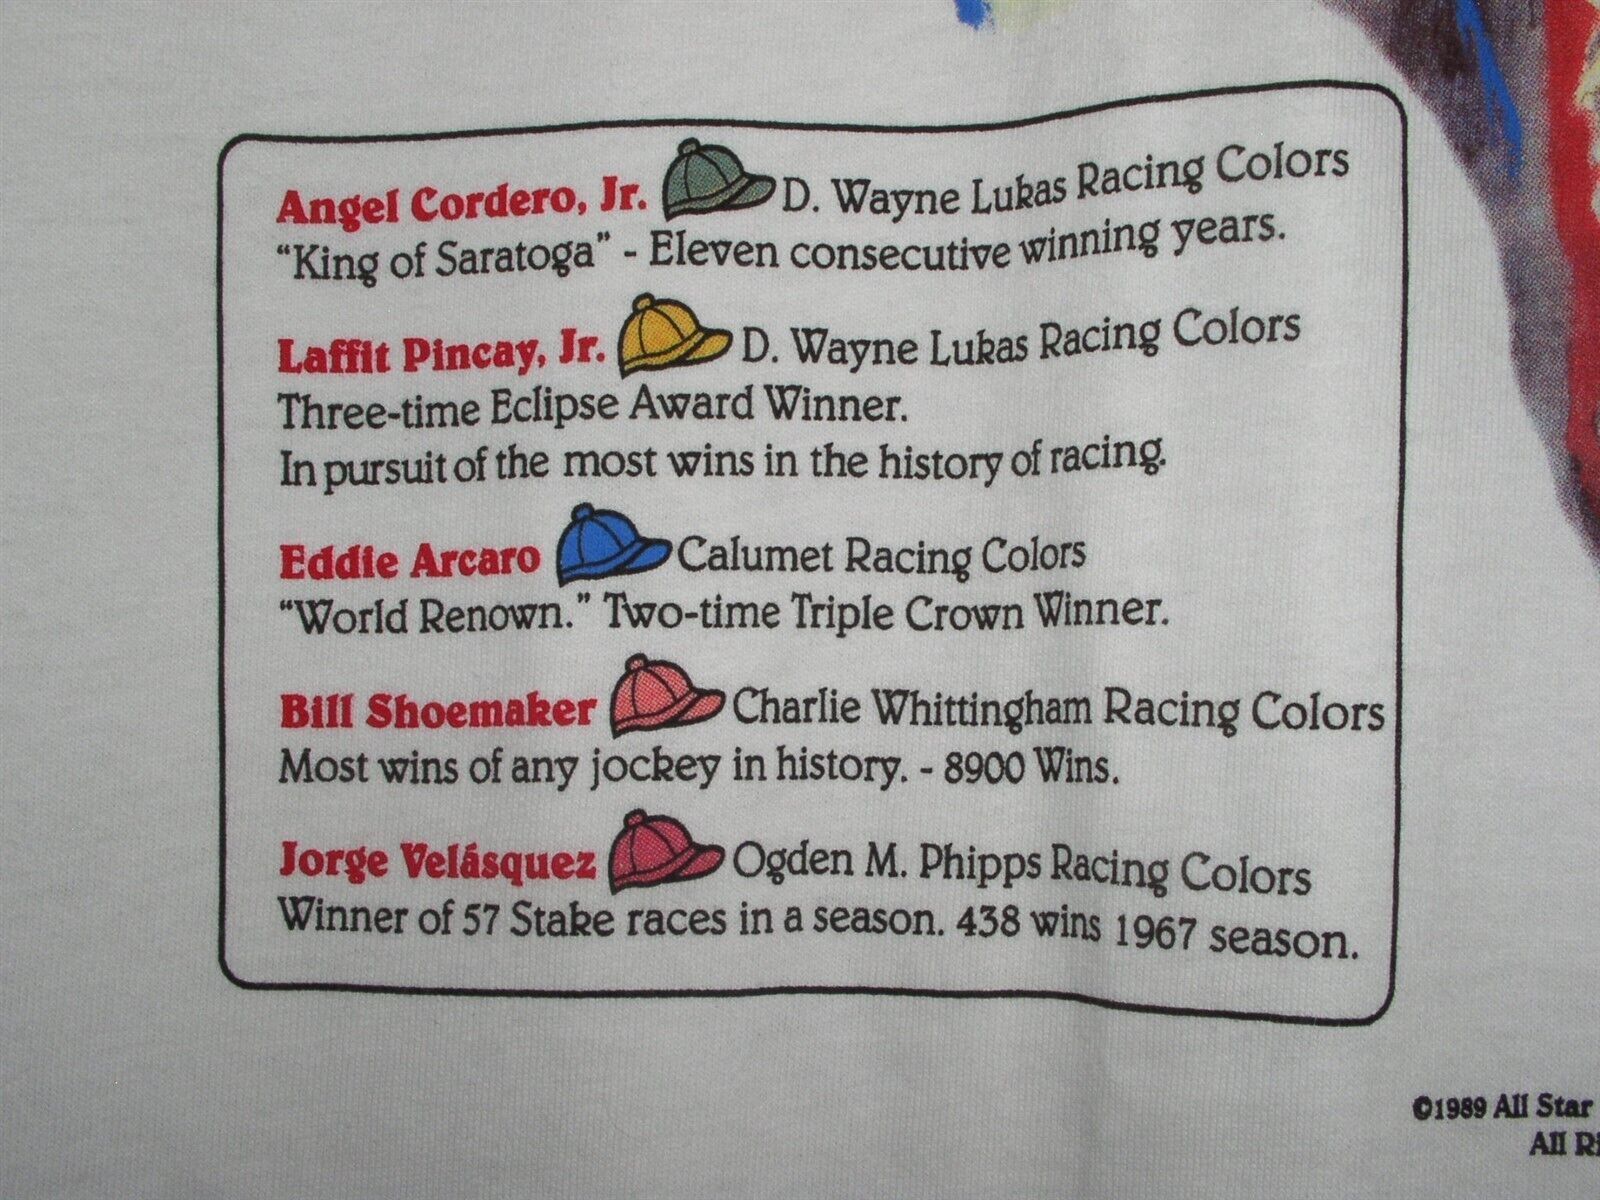 Angel Cordero, Jr. D. Wayne Lukas Racing Colors
“King of Saratoga” - Eleven consecutive winning years.
Laffit Pincay, Jr. D. Wayne Lukas Racing Colors
Three-time Eclipse Award Winner.
In pursuit of the most wins in the history of racing.
Eddie Arcaro Calumet Racing Colors
“World Renown.” Two-time Triple Crown Winner.
Bill Shoemaker Charlie Whittingham Racing Colors
Most wins of any jockey in history. - 8900 Wins.
Jorge Velásquez Ogden M. Phipps Racing Colors
Winner of 57 Stake races in a season. 438 wins 1967 season.
©1989 All Star
All